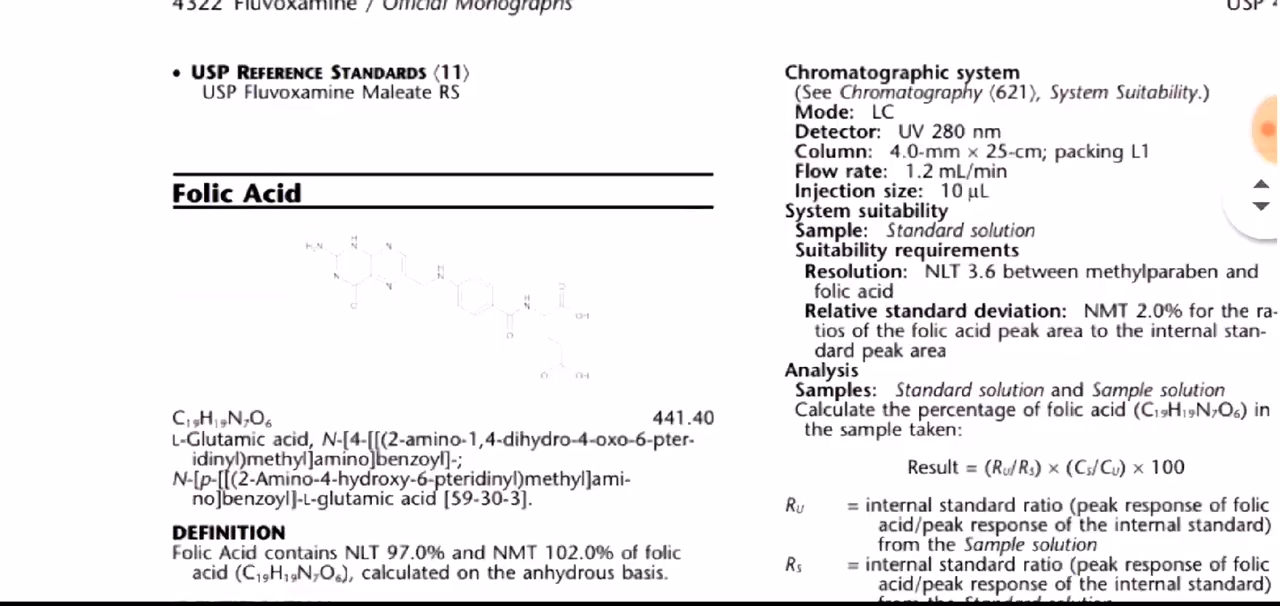 4322 Fluvoxamine / Official Monographs
USP
• USP REFERENCE STANDARDS ⟨11⟩
USP Fluvoxamine Maleate RS
Folic Acid
C₁₉H₁₉N₇O₆ 441.40
L-Glutamic acid, N-[4-[[(2-amino-1,4-dihydro-4-oxo-6-pter-
idinyl)methyl]amino]benzoyl]-;
N-[p-[[(2-Amino-4-hydroxy-6-pteridinyl)methyl]ami-
no]benzoyl]-L-glutamic acid [59-30-3].
DEFINITION
Folic Acid contains NLT 97.0% and NMT 102.0% of folic
acid (C₁₉H₁₉N₇O₆), calculated on the anhydrous basis.
Chromatographic system
(See Chromatography ⟨621⟩, System Suitability.)
Mode: LC
Detector: UV 280 nm
Column: 4.0-mm × 25-cm; packing L1
Flow rate: 1.2 mL/min
Injection size: 10 µL
System suitability
Sample: Standard solution
Suitability requirements
Resolution: NLT 3.6 between methylparaben and
folic acid
Relative standard deviation: NMT 2.0% for the ra-
tios of the folic acid peak area to the internal stan-
dard peak area
Analysis
Samples: Standard solution and Sample solution
Calculate the percentage of folic acid (C₁₉H₁₉N₇O₆) in
the sample taken:
Result = (Rᵤ/Rₛ) × (Cₛ/Cᵤ) × 100
Rᵤ = internal standard ratio (peak response of folic
acid/peak response of the internal standard)
from the Sample solution
Rₛ = internal standard ratio (peak response of folic
acid/peak response of the internal standard)
from the Standard solution